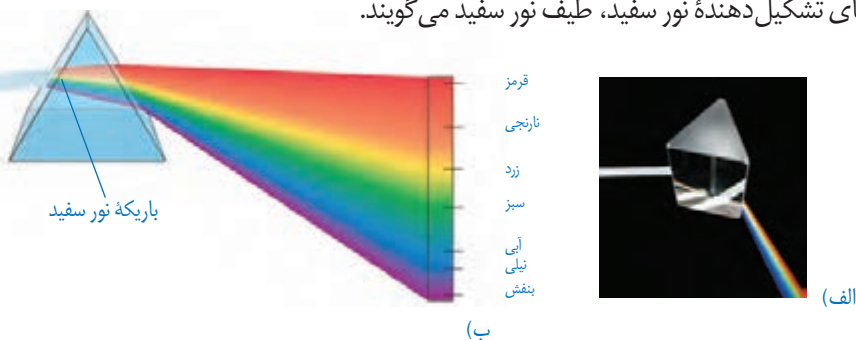 ای تشکیل‌دهندهٔ نور سفید، طیف نور سفید می‌گویند.
قرمز
نارنجی
زرد
سبز
آبی
نیلی
بنفش
باریکهٔ نور سفید
الف)
ب)